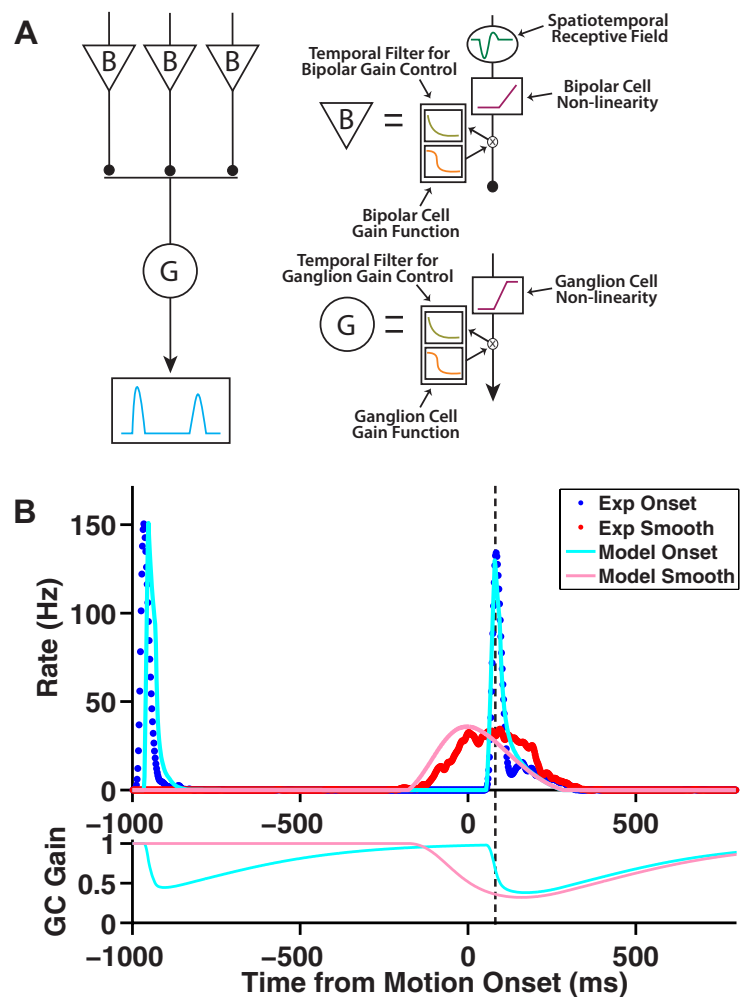 A
B B B
G
Temporal Filter for
Bipolar Gain Control
Spatiotemporal
Receptive Field
Bipolar Cell
Non-linearity
B =
Bipolar Cell
Gain Function
Temporal Filter for
Ganglion Gain Control
Ganglion Cell
Non-linearity
G =
Ganglion Cell
Gain Function
B
Exp Onset
Exp Smooth
Model Onset
Model Smooth
Rate (Hz)
150
100
50
0
−1000 −500 0 500
GC Gain
1
0.5
0
−1000 −500 0 500
Time from Motion Onset (ms)